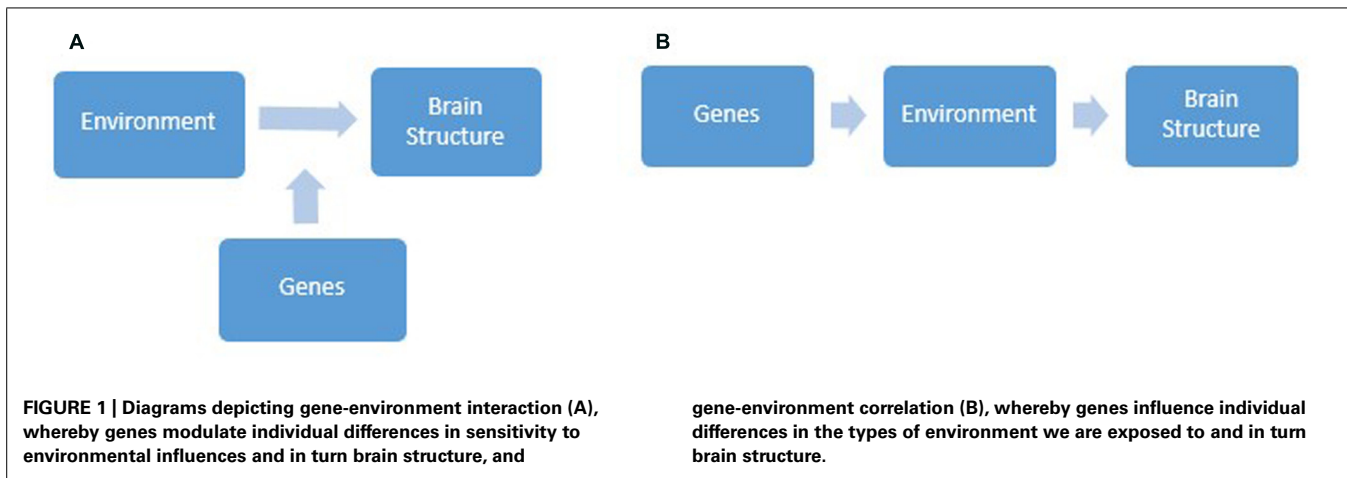 A
Environment
Brain
Structure
Genes
B
Genes
Environment
Brain
Structure
FIGURE 1 | Diagrams depicting gene-environment interaction (A),
whereby genes modulate individual differences in sensitivity to
environmental influences and in turn brain structure, and
gene-environment correlation (B), whereby genes influence individual
differences in the types of environment we are exposed to and in turn
brain structure.